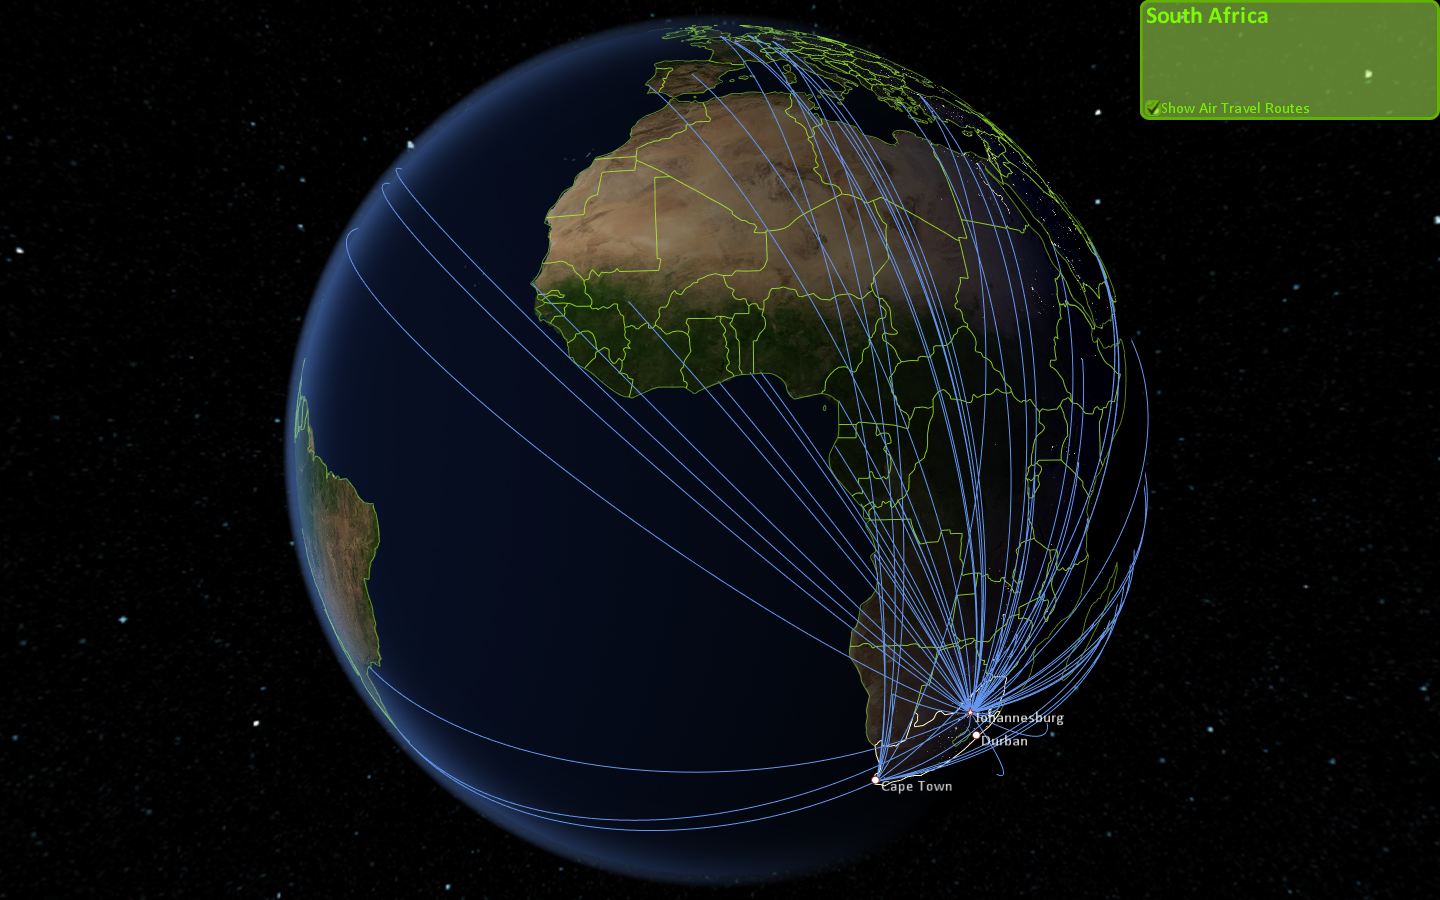 South Africa
Show Air Travel Routes
Johannesburg
Durban
Cape Town